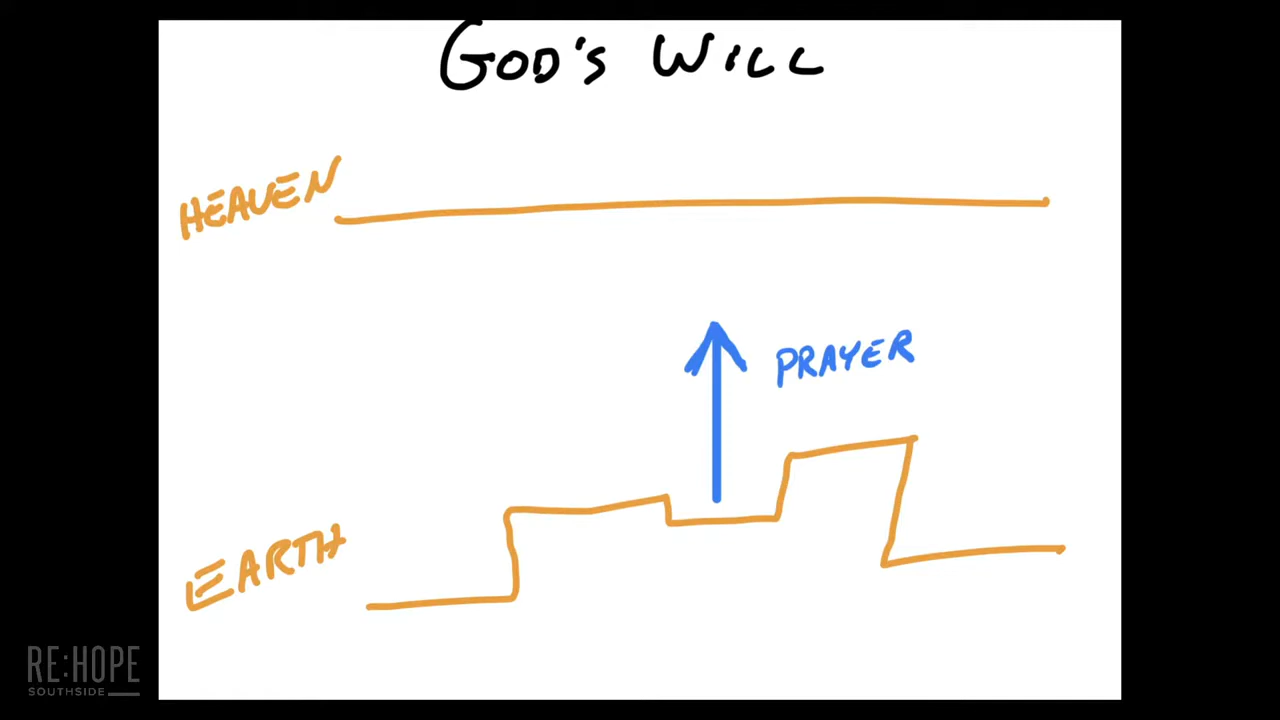 GOD'S WILL
HEAVEN
PRAYER
EARTH
RE:HOPE
SOUTHSIDE